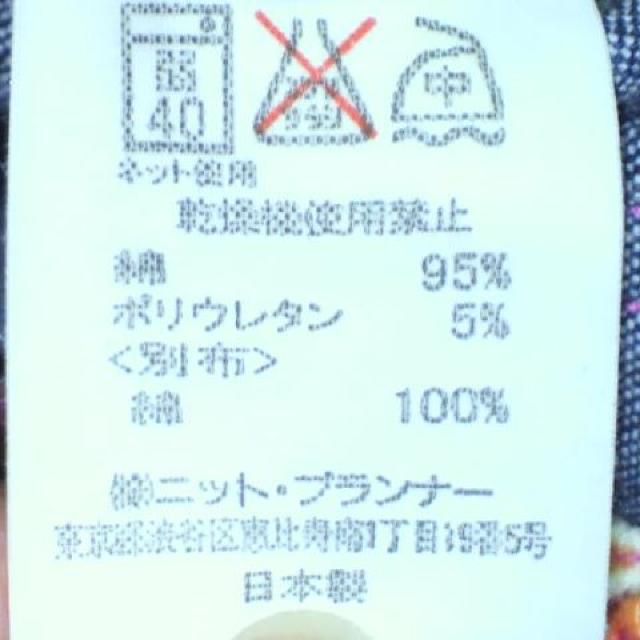 弱
40
中
ネット使用
乾燥機使用禁止
綿 95%
ポリウレタン 5%
<別布>
綿 100%
㈱ニット・プランナー
東京都渋谷区恵比寿南1丁目19番5号
日本製